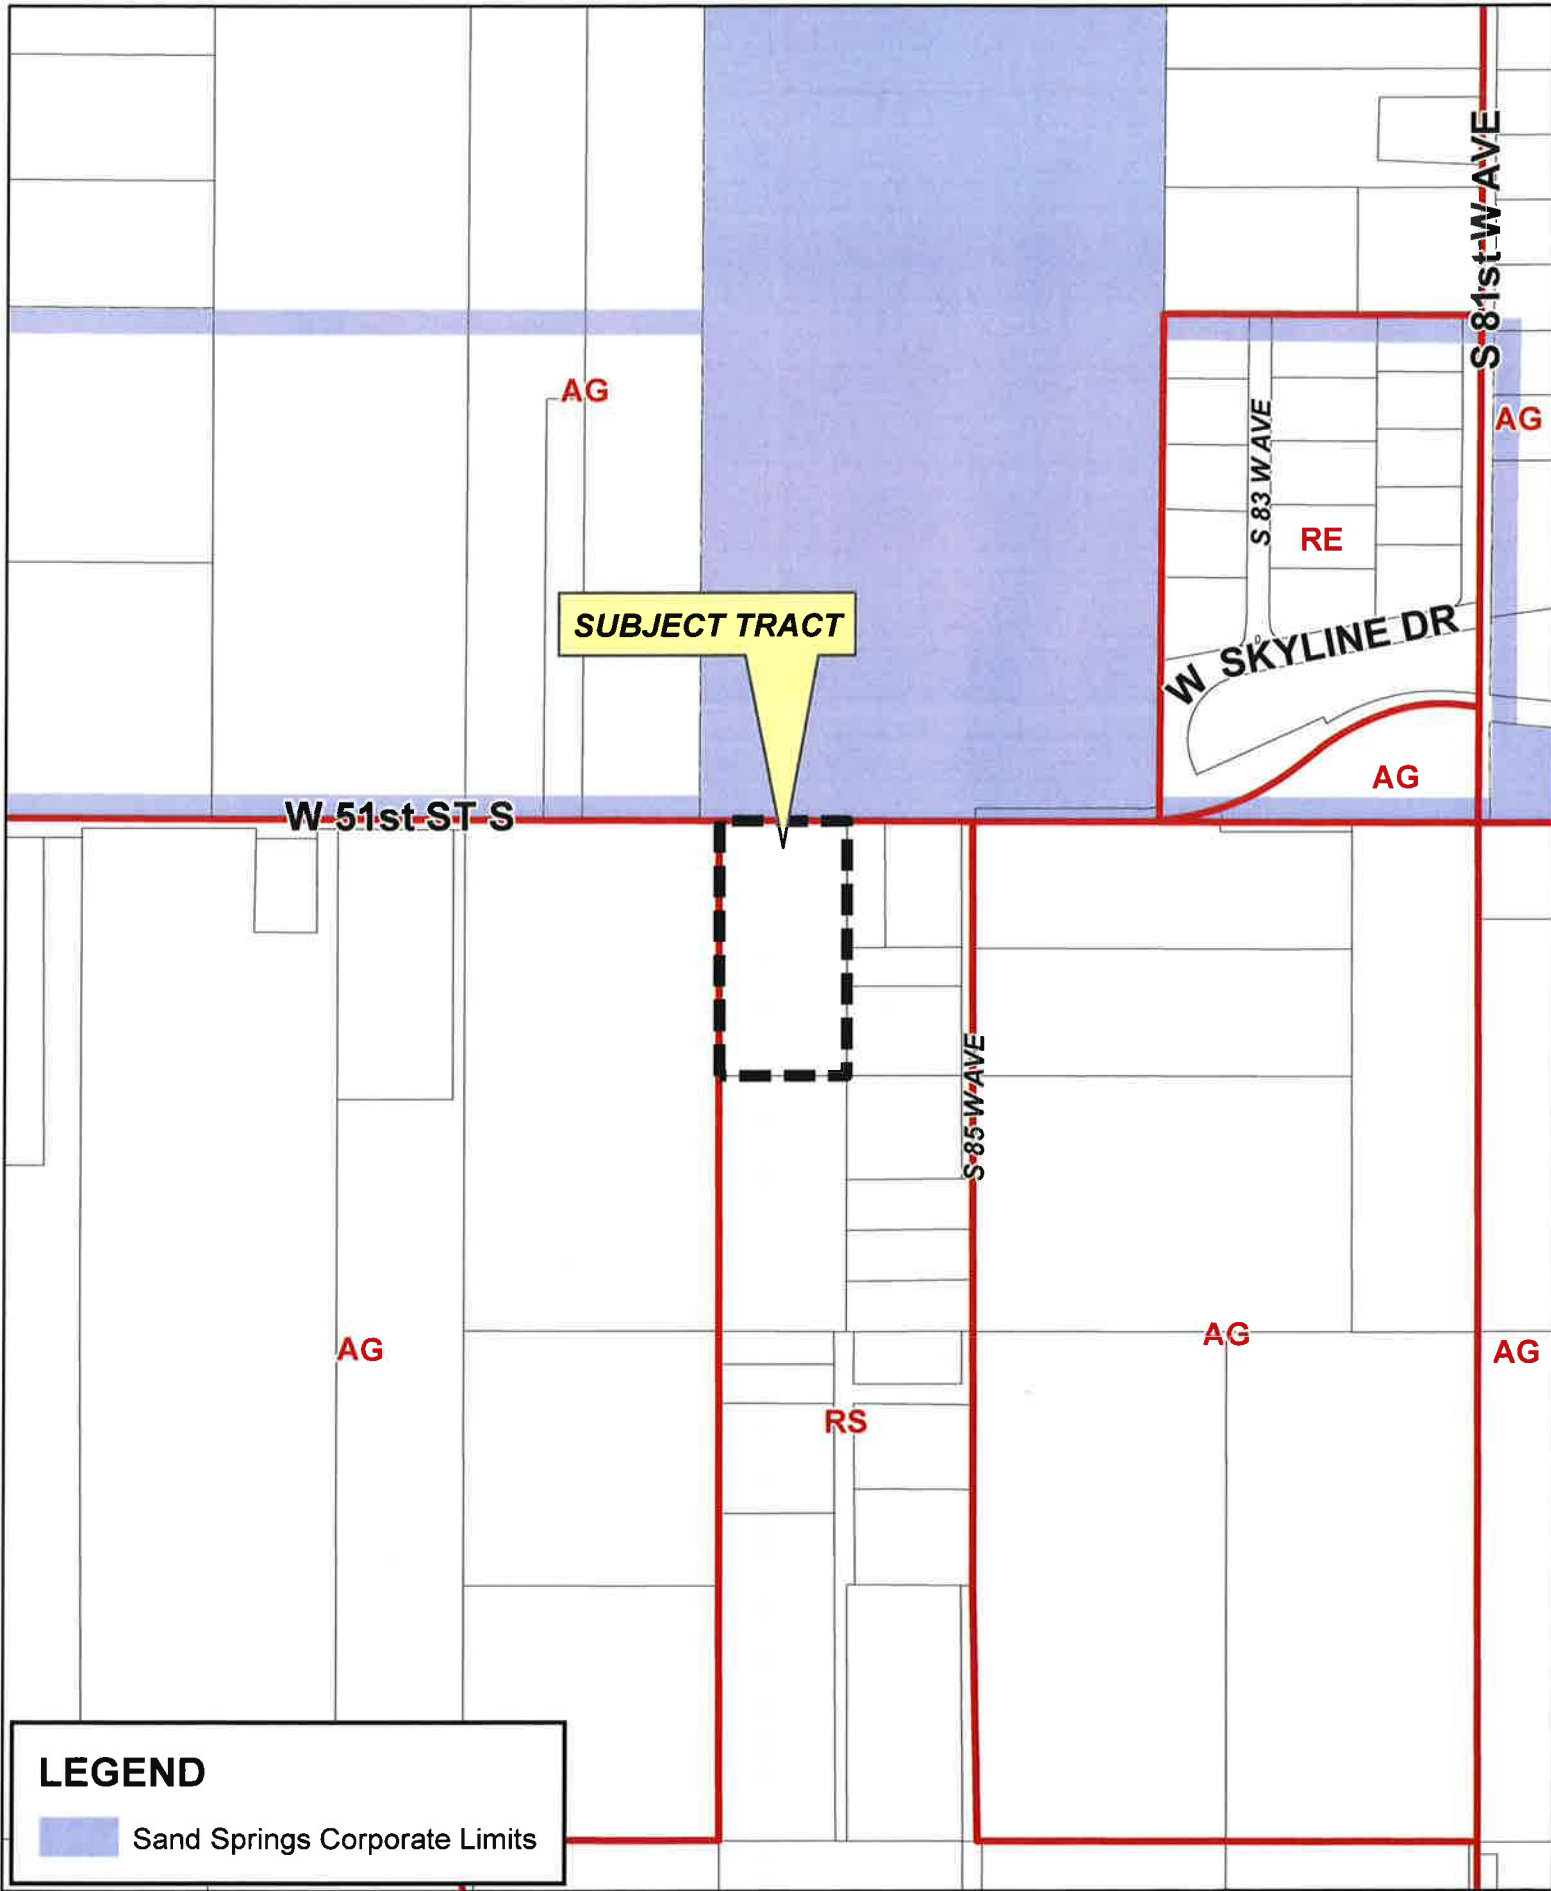 S 81st W AVE
AG
AG
S 83 W AVE
RE
SUBJECT TRACT
W SKYLINE DR
AG
W 51st ST S
S 85 W AVE
AG
AG
AG
RS
LEGEND
Sand Springs Corporate Limits